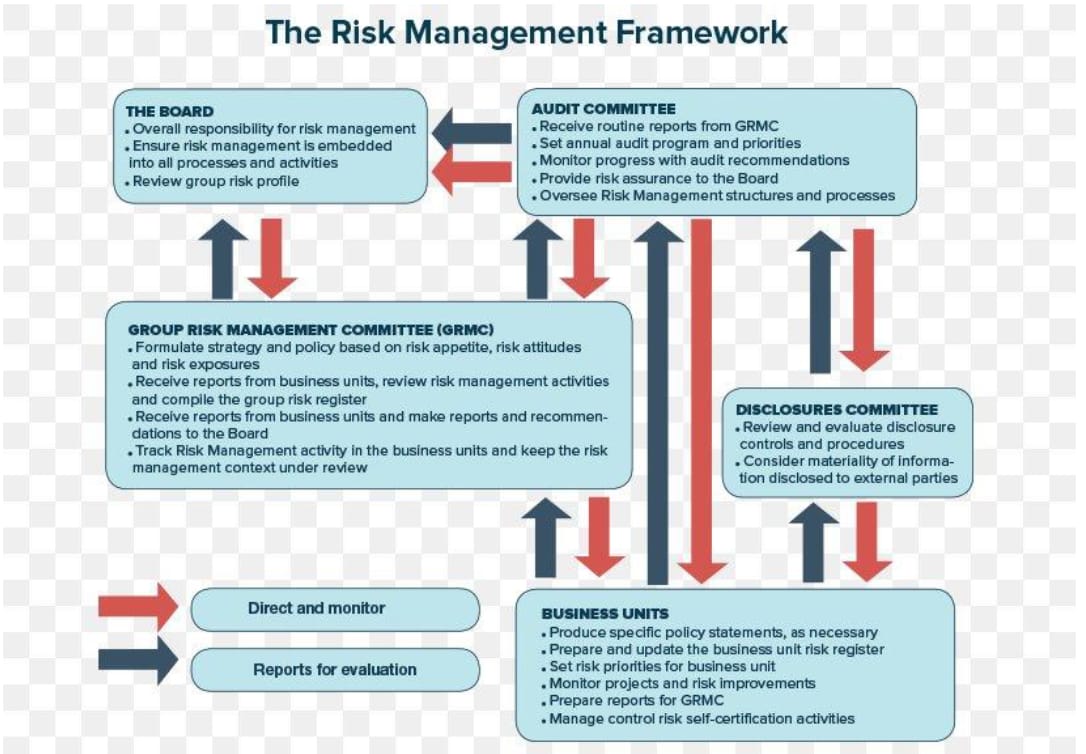 The Risk Management Framework
THE BOARD
• Overall responsibility for risk management
• Ensure risk management is embedded
into all processes and activities
• Review group risk profile
AUDIT COMMITTEE
• Receive routine reports from GRMC
• Set annual audit program and priorities
• Monitor progress with audit recommendations
• Provide risk assurance to the Board
• Oversee Risk Management structures and processes
GROUP RISK MANAGEMENT COMMITTEE (GRMC)
• Formulate strategy and policy based on risk appetite, risk attitudes
and risk exposures
• Receive reports from business units, review risk management activities
and compile the group risk register
• Receive reports from business units and make reports and recommen-
dations to the Board
• Track Risk Management activity in the business units and keep the risk
management context under review
DISCLOSURES COMMITTEE
• Review and evaluate disclosure
controls and procedures
• Consider materiality of informa-
tion disclosed to external parties
Direct and monitor
Reports for evaluation
BUSINESS UNITS
• Produce specific policy statements, as necessary
• Prepare and update the business unit risk register
• Set risk priorities for business unit
• Monitor projects and risk improvements
• Prepare reports for GRMC
• Manage control risk self-certification activities